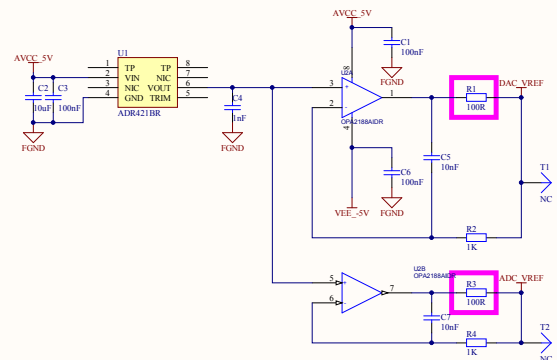 AVCC_5V
C1
100nF
FGND
AVCC_5V
U1
1 TP TP 8
2 VIN NIC 7
3 NIC VOUT 6
4 GND TRIM 5
ADR421BR
C2
10uF
C3
100nF
FGND
C4
1nF
FGND
U2A
8
3 +
2 -
1
4
OPA2188AIDR
R1
100R
DAC_VREF
C5
10nF
C6
100nF
FGND
VEE_-5V
T1
NC
R2
1K
U2B
OPA2188AIDR
5 +
6 -
7
R3
100R
ADC_VREF
C7
10nF
T2
NC
R4
1K